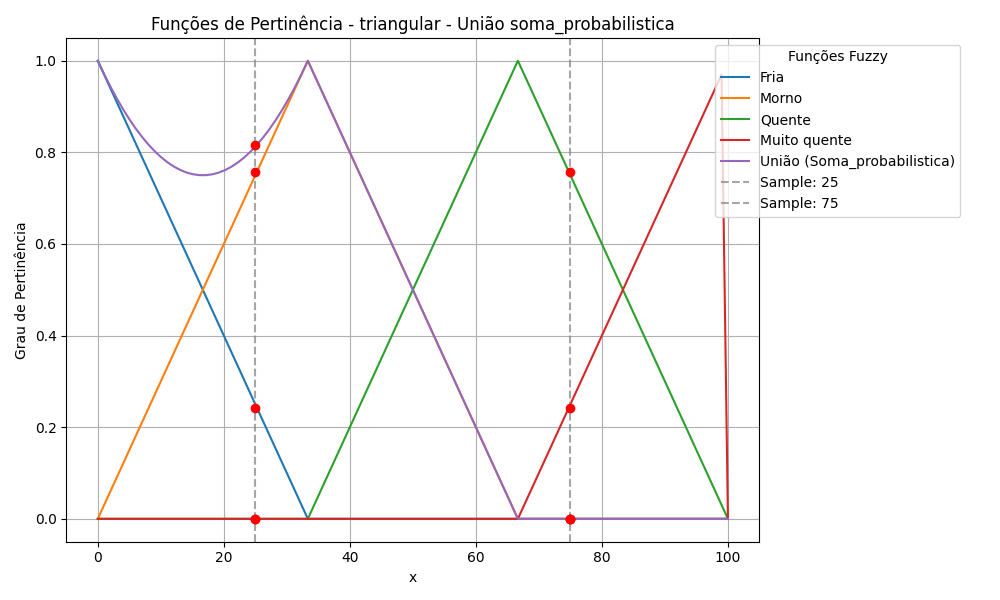 Funções de Pertinência - triangular - União soma_probabilistica
Grau de Pertinência
1.0
0.8
0.6
0.4
0.2
0.0
0
20
40
60
80
100
x
Funções Fuzzy
Fria
Morno
Quente
Muito quente
União (Soma_probabilistica)
Sample: 25
Sample: 75